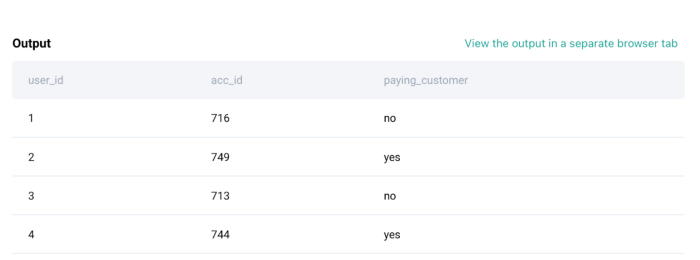 Output View the output in a separate browser tab
user_id acc_id paying_customer
1 716 no
2 749 yes
3 713 no
4 744 yes